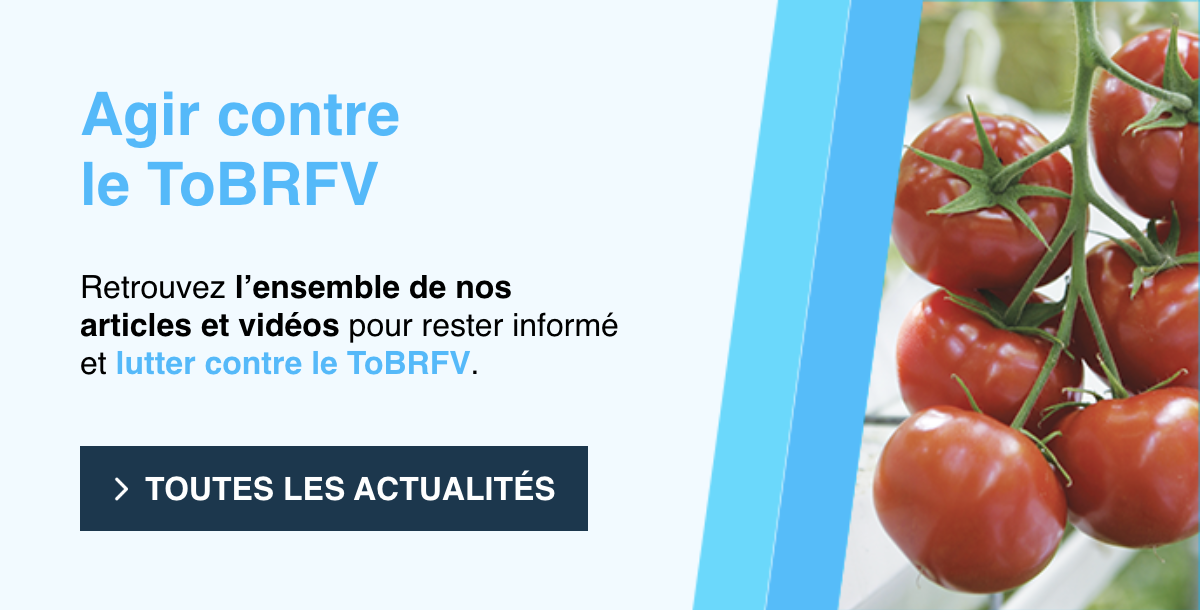 Agir contre
le ToBRFV
Retrouvez l’ensemble de nos
articles et vidéos pour rester informé
et lutter contre le ToBRFV.
TOUTES LES ACTUALITÉS